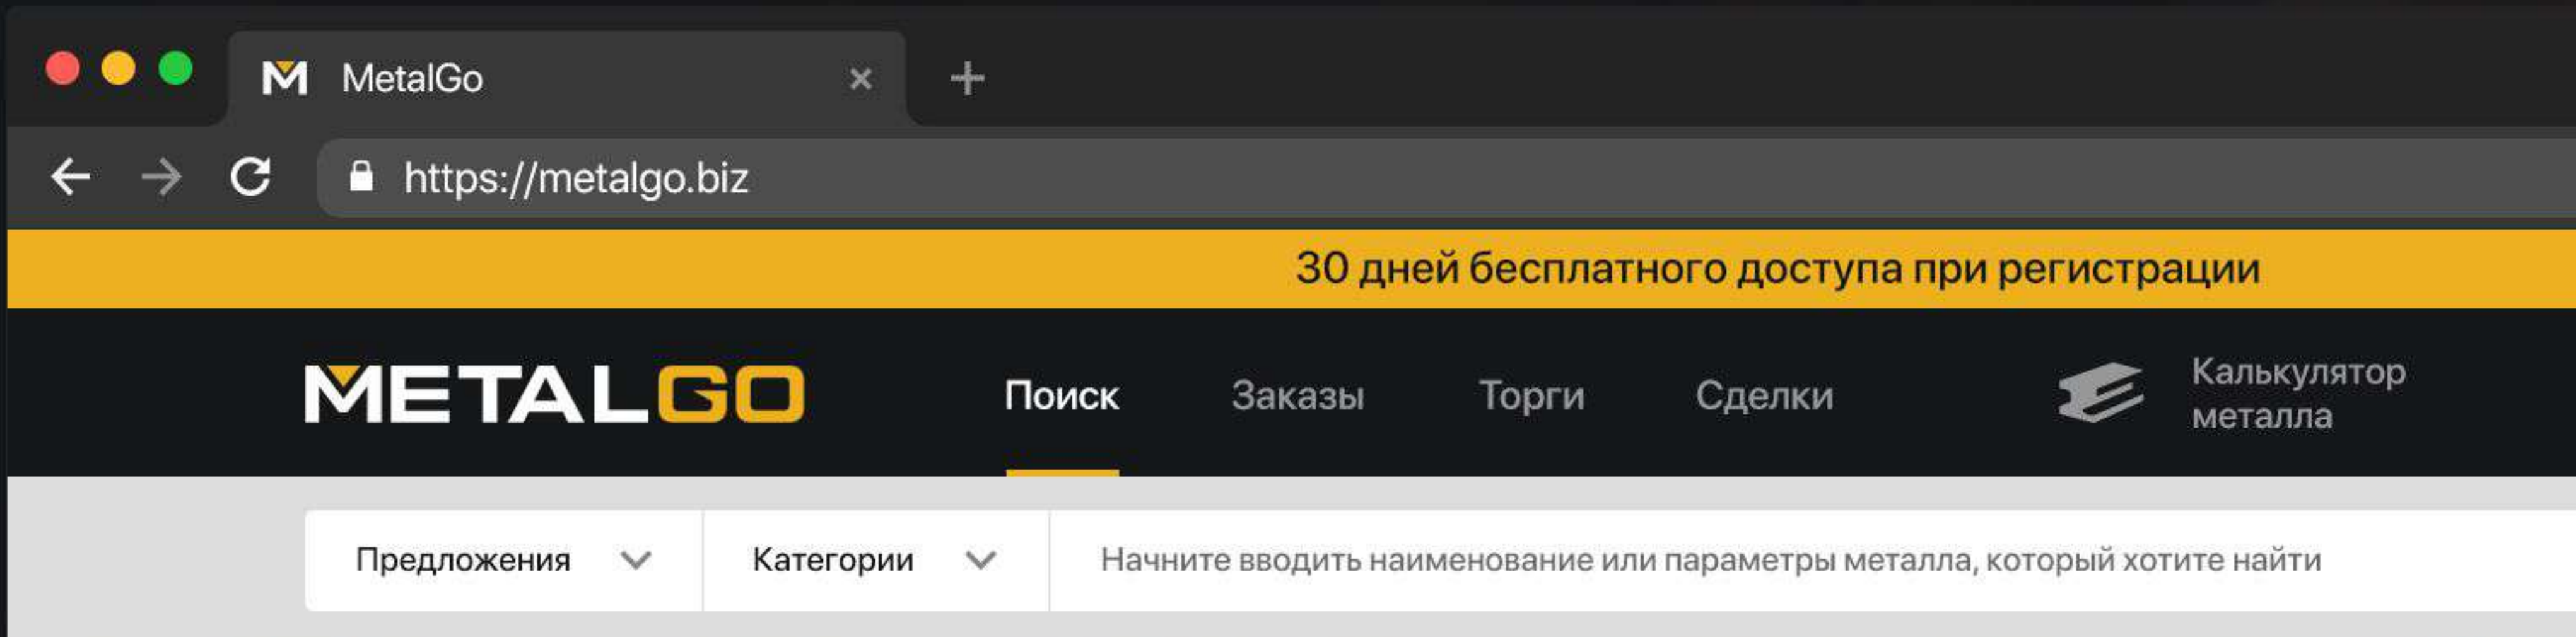 MetalGo
https://metalgo.biz
30 дней бесплатного доступа при регистрации
METALGO
Поиск
Заказы
Торги
Сделки
Калькулятор
металла
Предложения
Категории
Начните вводить наименование или параметры металла, который хотите найти